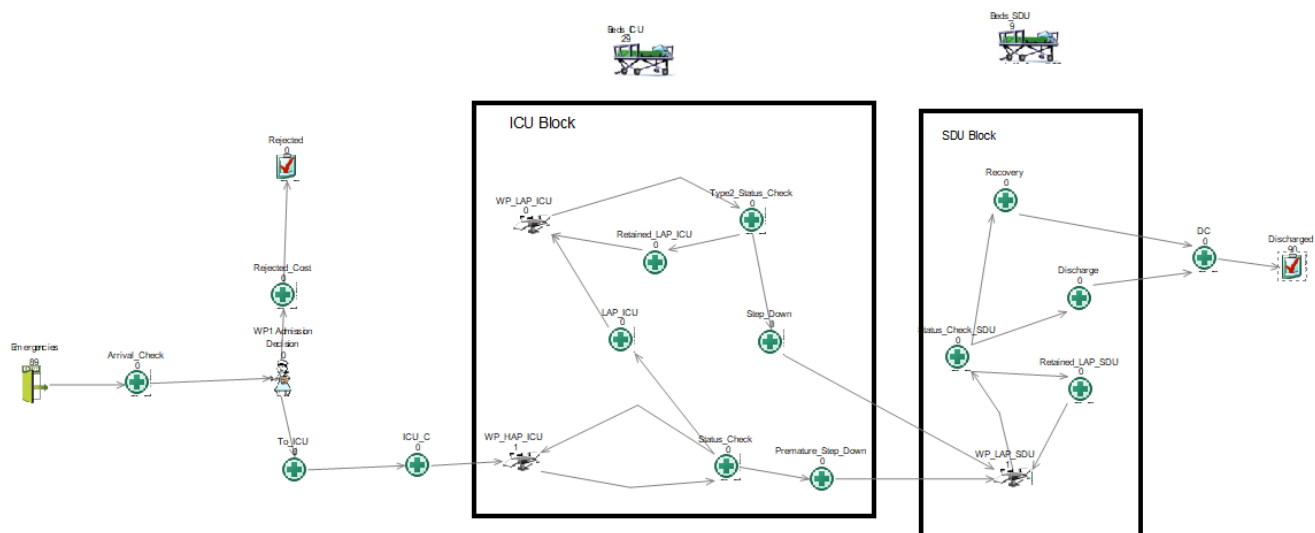 Beds_ICU
29
Beds_SDU
9
ICU Block
SDU Block
Rejected
0
Recovery
0
WP_LAP_ICU
0
Type2_Status_Check
0
Retained_LAP_ICU
0
DC
0
Discharged
90
Rejected_Cost
0
Discharge
0
LAP_ICU
0
Step_Down
0
WP1 Admission
Decision
0
Status_Check_SDU
0
Emergencies
89
Arrival_Check
0
Retained_LAP_SDU
0
To_ICU
0
ICU_C
0
WP_HAP_ICU
1
Status_Check
0
Premature_Step_Down
0
WP_LAP_SDU
1